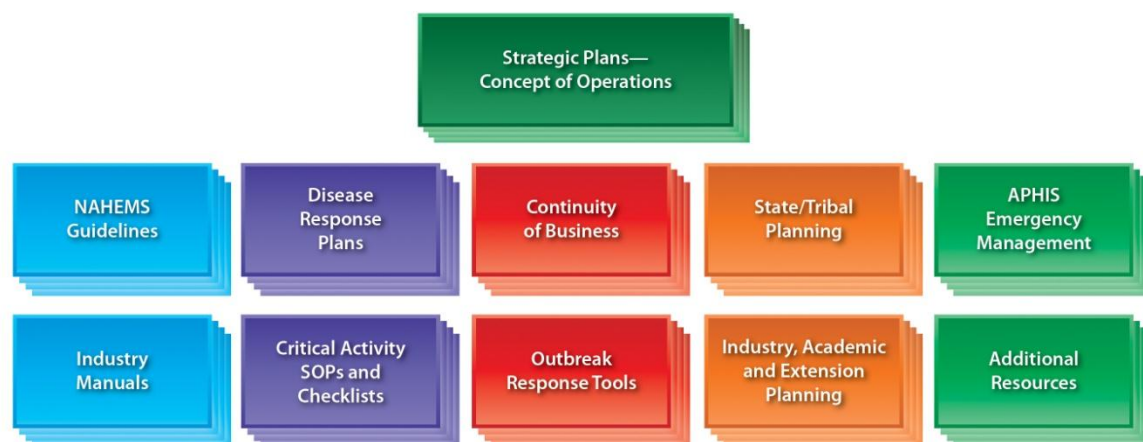 Strategic Plans—
Concept of Operations
NAHEMS
Guidelines
Disease
Response
Plans
Continuity
of Business
State/Tribal
Planning
APHIS
Emergency
Management
Industry
Manuals
Critical Activity
SOPs and
Checklists
Outbreak
Response Tools
Industry, Academic
and Extension
Planning
Additional
Resources